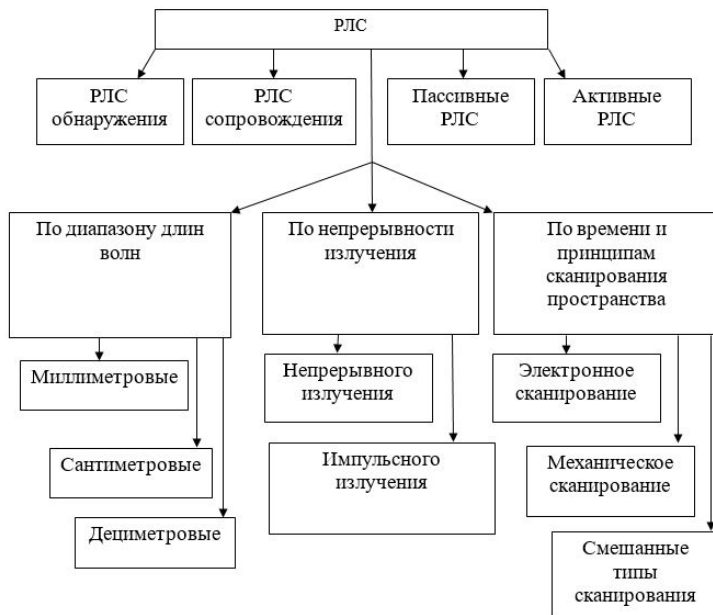 РЛС
РЛС
обнаружения
РЛС
сопровождения
Пассивные
РЛС
Активные
РЛС
По диапазону длин
волн
По непрерывности
излучения
По времени и
принципам
сканирования
пространства
Миллиметровые
Сантиметровые
Дециметровые
Непрерывного
излучения
Импульсного
излучения
Электронное
сканирование
Механическое
сканирование
Смешанные
типы
сканирования